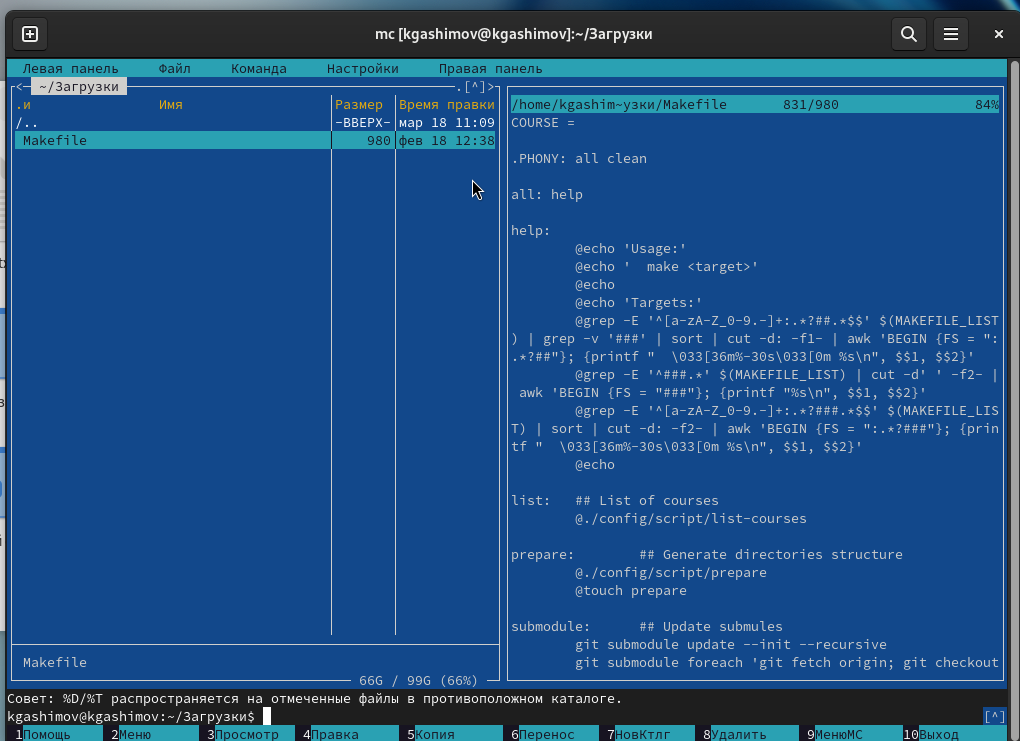 mc [kgashimov@kgashimov]:~/Загрузки
Левая панель Файл Команда Настройки Правая панель
<─ ~/Загрузки .[^]>
.и Имя Размер Время правки
/.. -ВВЕРХ- мар 18 11:09
Makefile 980 фев 18 12:38
Makefile
66G / 99G (66%)
/home/kgashim~узки/Makefile 831/980 84%
COURSE =
.PHONY: all clean
all: help
help:
@echo 'Usage:'
@echo '  make <target>'
@echo
@echo 'Targets:'
@grep -E '^[a-zA-Z_0-9.-]+:.*?##.*$$' $(MAKEFILE_LIST
) | grep -v '###' | sort | cut -d: -f1- | awk 'BEGIN {FS = ":
.*?##"}; {printf "  \033[36m%-30s\033[0m %s\n", $$1, $$2}'
@grep -E '^###.*' $(MAKEFILE_LIST) | cut -d' ' -f2- |
awk 'BEGIN {FS = "###"}; {printf "%s\n", $$1, $$2}'
@grep -E '^[a-zA-Z_0-9.-]+:.*?###.*$$' $(MAKEFILE_LIS
T) | sort | cut -d: -f2- | awk 'BEGIN {FS = ":.*?###"}; {prin
tf "  \033[36m%-30s\033[0m %s\n", $$1, $$2}'
@echo
list: ## List of courses
@./config/script/list-courses
prepare: ## Generate directories structure
@./config/script/prepare
@touch prepare
submodule: ## Update submules
git submodule update --init --recursive
git submodule foreach 'git fetch origin; git checkout
Совет: %D/%T распространяется на отмеченные файлы в противоположном каталоге.
kgashimov@kgashimov:~/Загрузки$ [^]
1Помощь 2Меню 3Просмотр 4Правка 5Копия 6Перенос 7НовКтлг 8Удалить 9МенюMC 10Выход